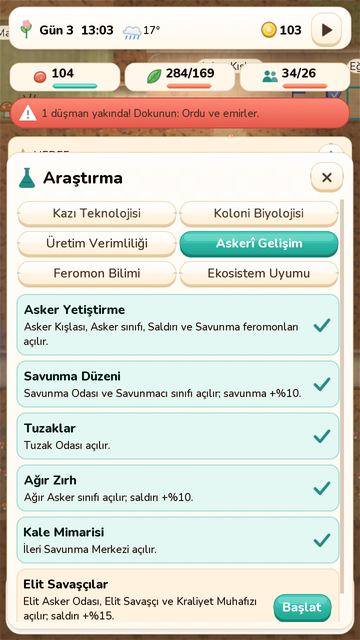 Gün 3 13:03 17° 103
104 284/169 34/26
1 düşman yakında! Dokunun: Ordu ve emirler.
Araştırma
Kazı Teknolojisi Koloni Biyolojisi
Üretim Verimliliği Askerî Gelişim
Feromon Bilimi Ekosistem Uyumu
Asker Yetiştirme
Asker Kışlası, Asker sınıfı, Saldırı ve Savunma feromonları
açılır.
Savunma Düzeni
Savunma Odası ve Savunmacı sınıfı açılır; savunma +%10.
Tuzaklar
Tuzak Odası açılır.
Ağır Zırh
Ağır Asker sınıfı açılır; saldırı +%10.
Kale Mimarisi
İleri Savunma Merkezi açılır.
Elit Savaşçılar
Elit Asker Odası, Elit Savaşçı ve Kraliyet Muhafızı
açılır; saldırı +%15.
Başlat